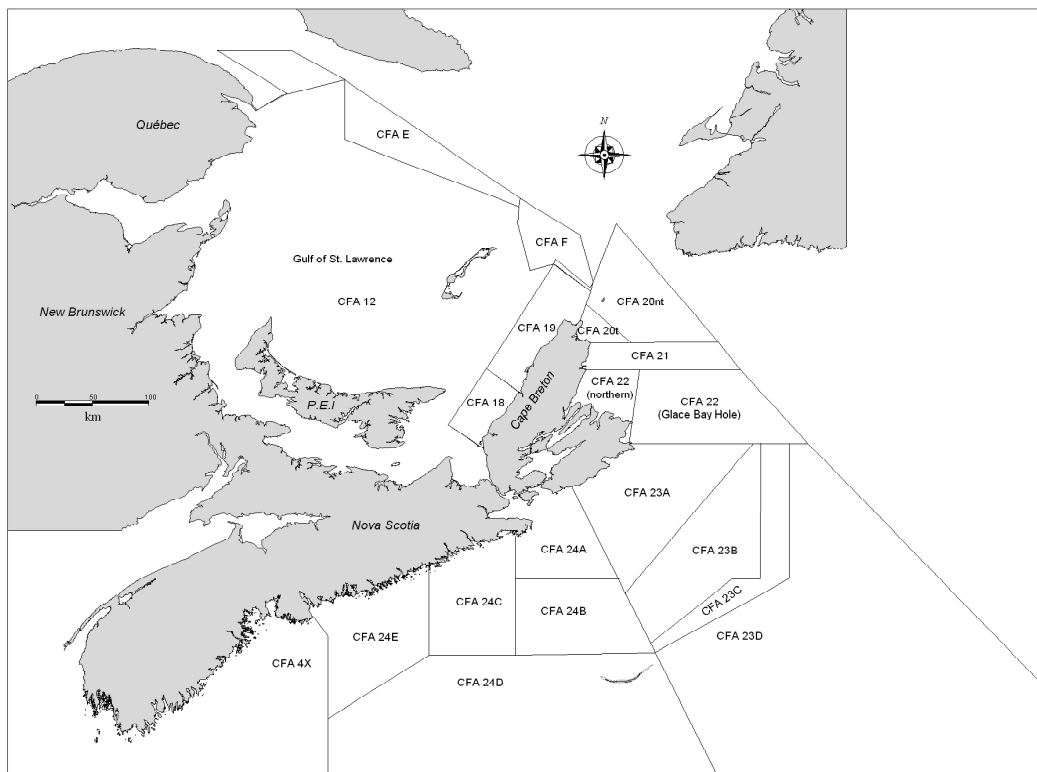 Québec
CFA E
N
CFA F
Gulf of St. Lawrence
CFA 12
CFA 20nt
New Brunswick
CFA 19
CFA 20t
CFA 21
Cape Breton
CFA 22
(northern)
CFA 22
(Glace Bay Hole)
0 50 100
km
P.E.I
CFA 18
CFA 23A
Nova Scotia
CFA 24A
CFA 23B
CFA 24C
CFA 24B
CFA 23C
CFA 24E
CFA 23D
CFA 4X
CFA 24D